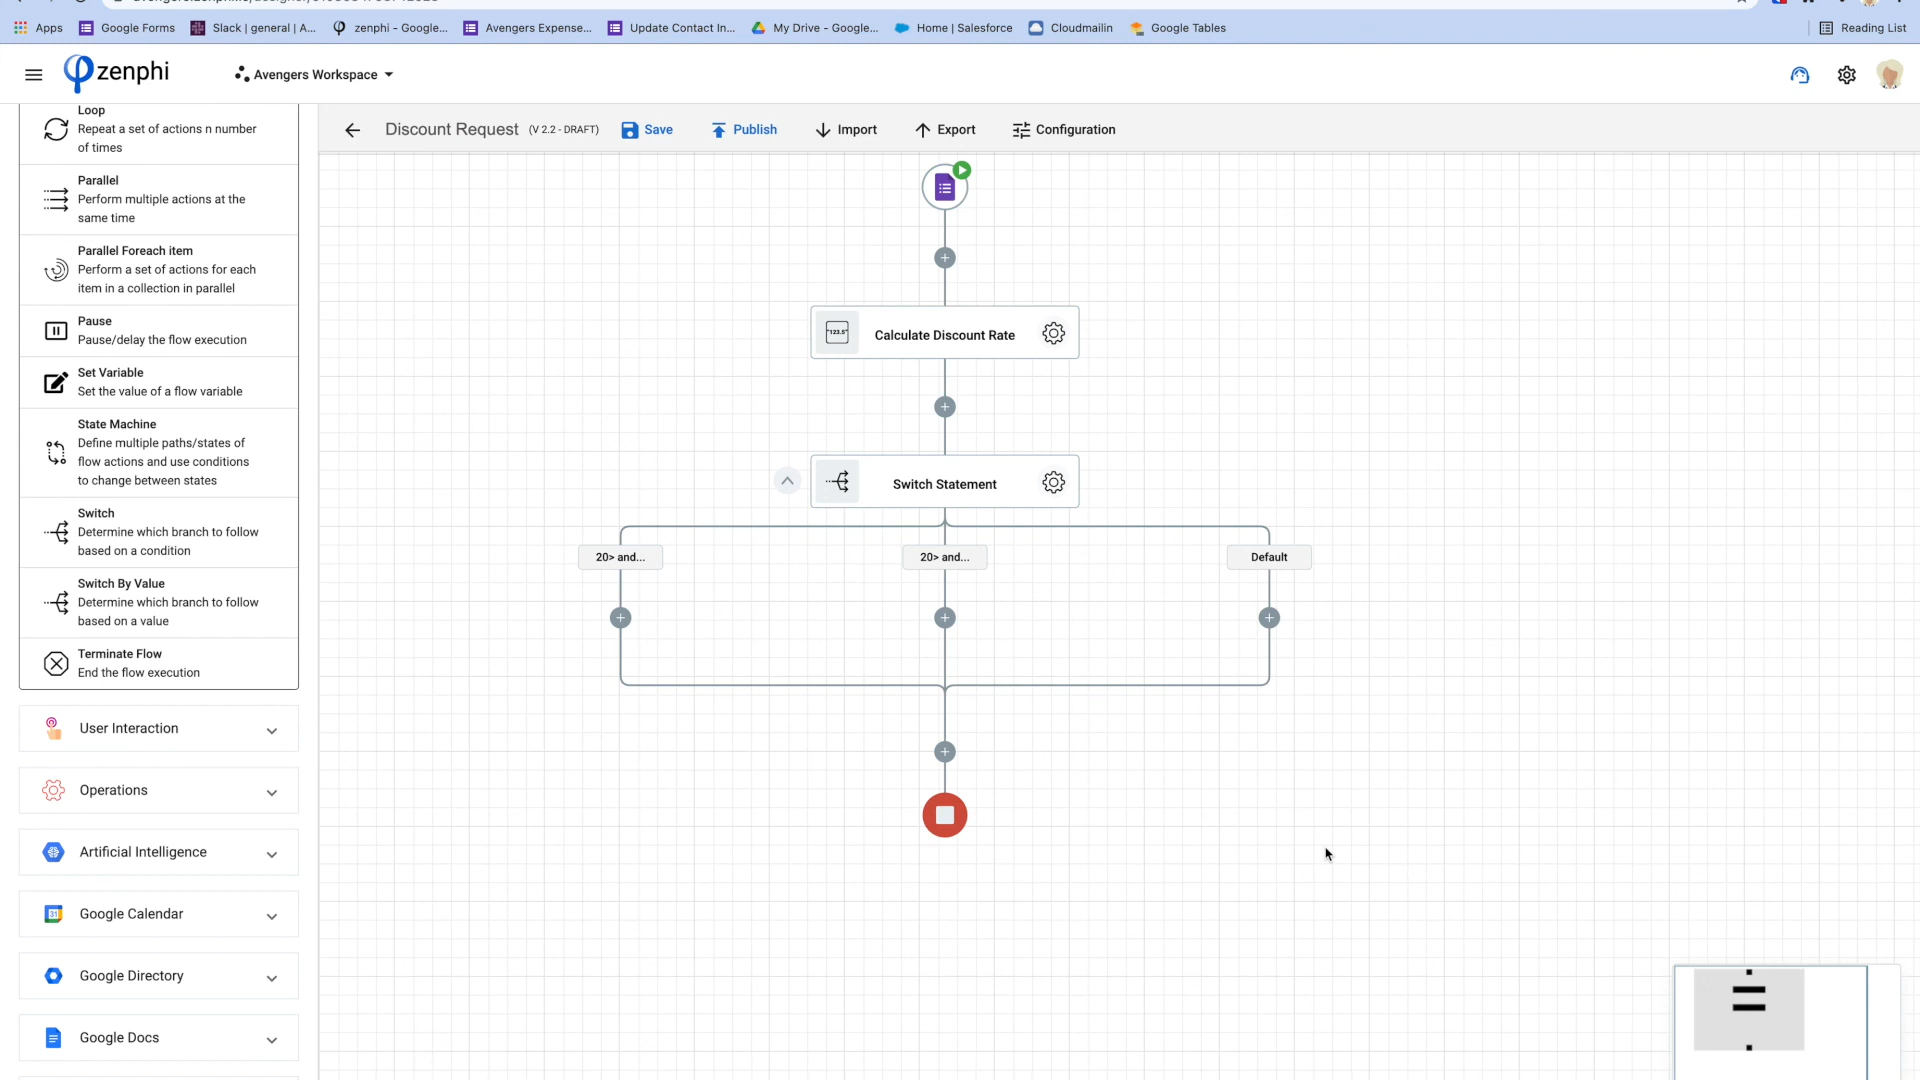 Apps
Google Forms
Slack | general | A...
zenphi - Google...
Avengers Expense...
Update Contact In...
My Drive - Google...
Home | Salesforce
Cloudmailin
Google Tables
Reading List
zenphi
Avengers Workspace
Discount Request (V 2.2 - DRAFT)
Save
Publish
Import
Export
Configuration
Loop
Repeat a set of actions n number
of times
Parallel
Perform multiple actions at the
same time
Parallel Foreach item
Perform a set of actions for each
item in a collection in parallel
Pause
Pause/delay the flow execution
Set Variable
Set the value of a flow variable
State Machine
Define multiple paths/states of
flow actions and use conditions
to change between states
Switch
Determine which branch to follow
based on a condition
Switch By Value
Determine which branch to follow
based on a value
Terminate Flow
End the flow execution
User Interaction
Operations
Artificial Intelligence
31
Google Calendar
Google Directory
Google Docs
"123.5"
Calculate Discount Rate
Switch Statement
20> and...
20> and...
Default